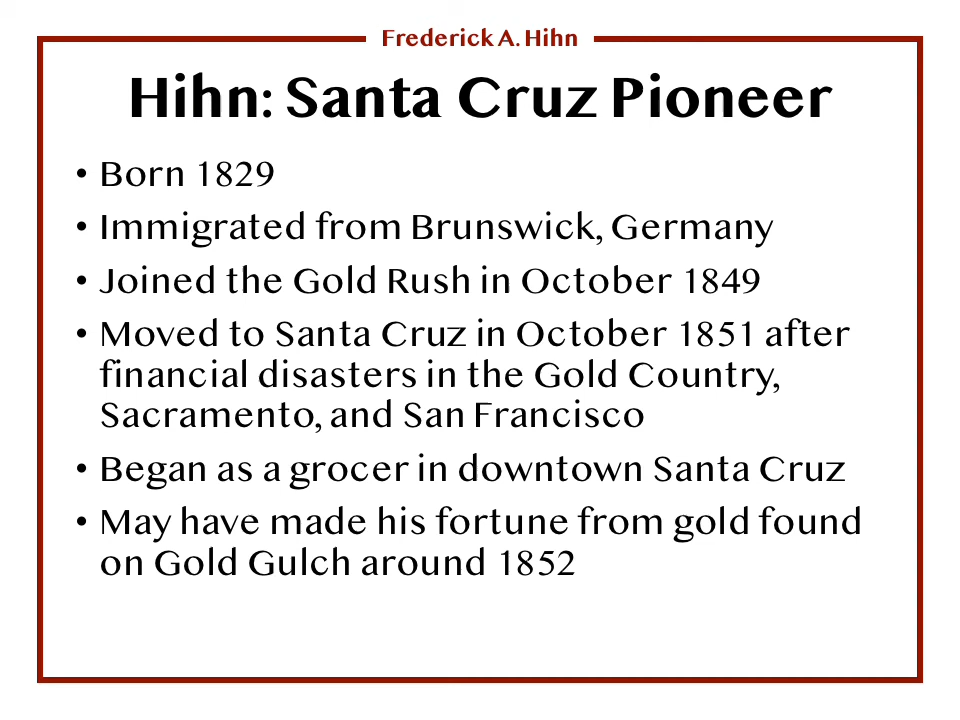 Frederick A. Hihn
Hihn: Santa Cruz Pioneer
• Born 1829
• Immigrated from Brunswick, Germany
• Joined the Gold Rush in October 1849
• Moved to Santa Cruz in October 1851 after
financial disasters in the Gold Country,
Sacramento, and San Francisco
• Began as a grocer in downtown Santa Cruz
• May have made his fortune from gold found
on Gold Gulch around 1852